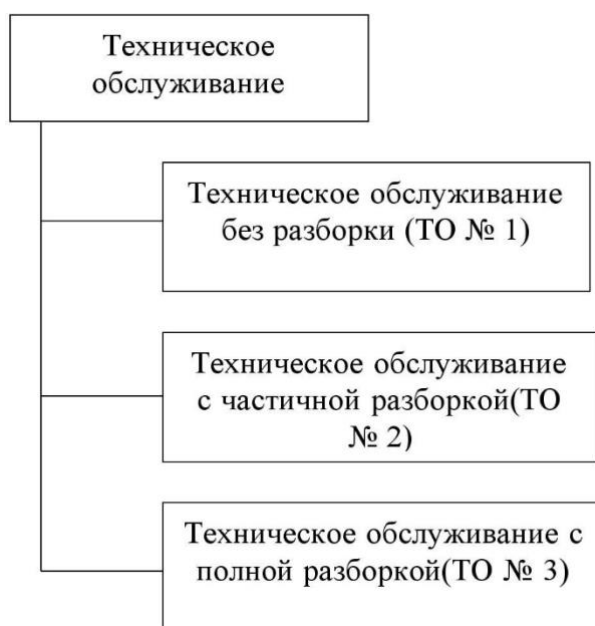 Техническое
обслуживание
Техническое обслуживание
без разборки (ТО № 1)
Техническое обслуживание
с частичной разборкой(ТО
№ 2)
Техническое обслуживание с
полной разборкой(ТО № 3)